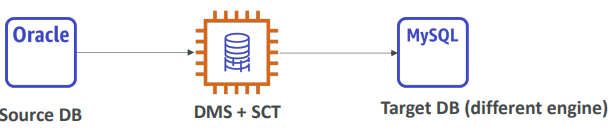 Oracle
MySQL
Source DB
DMS + SCT
Target DB (different engine)